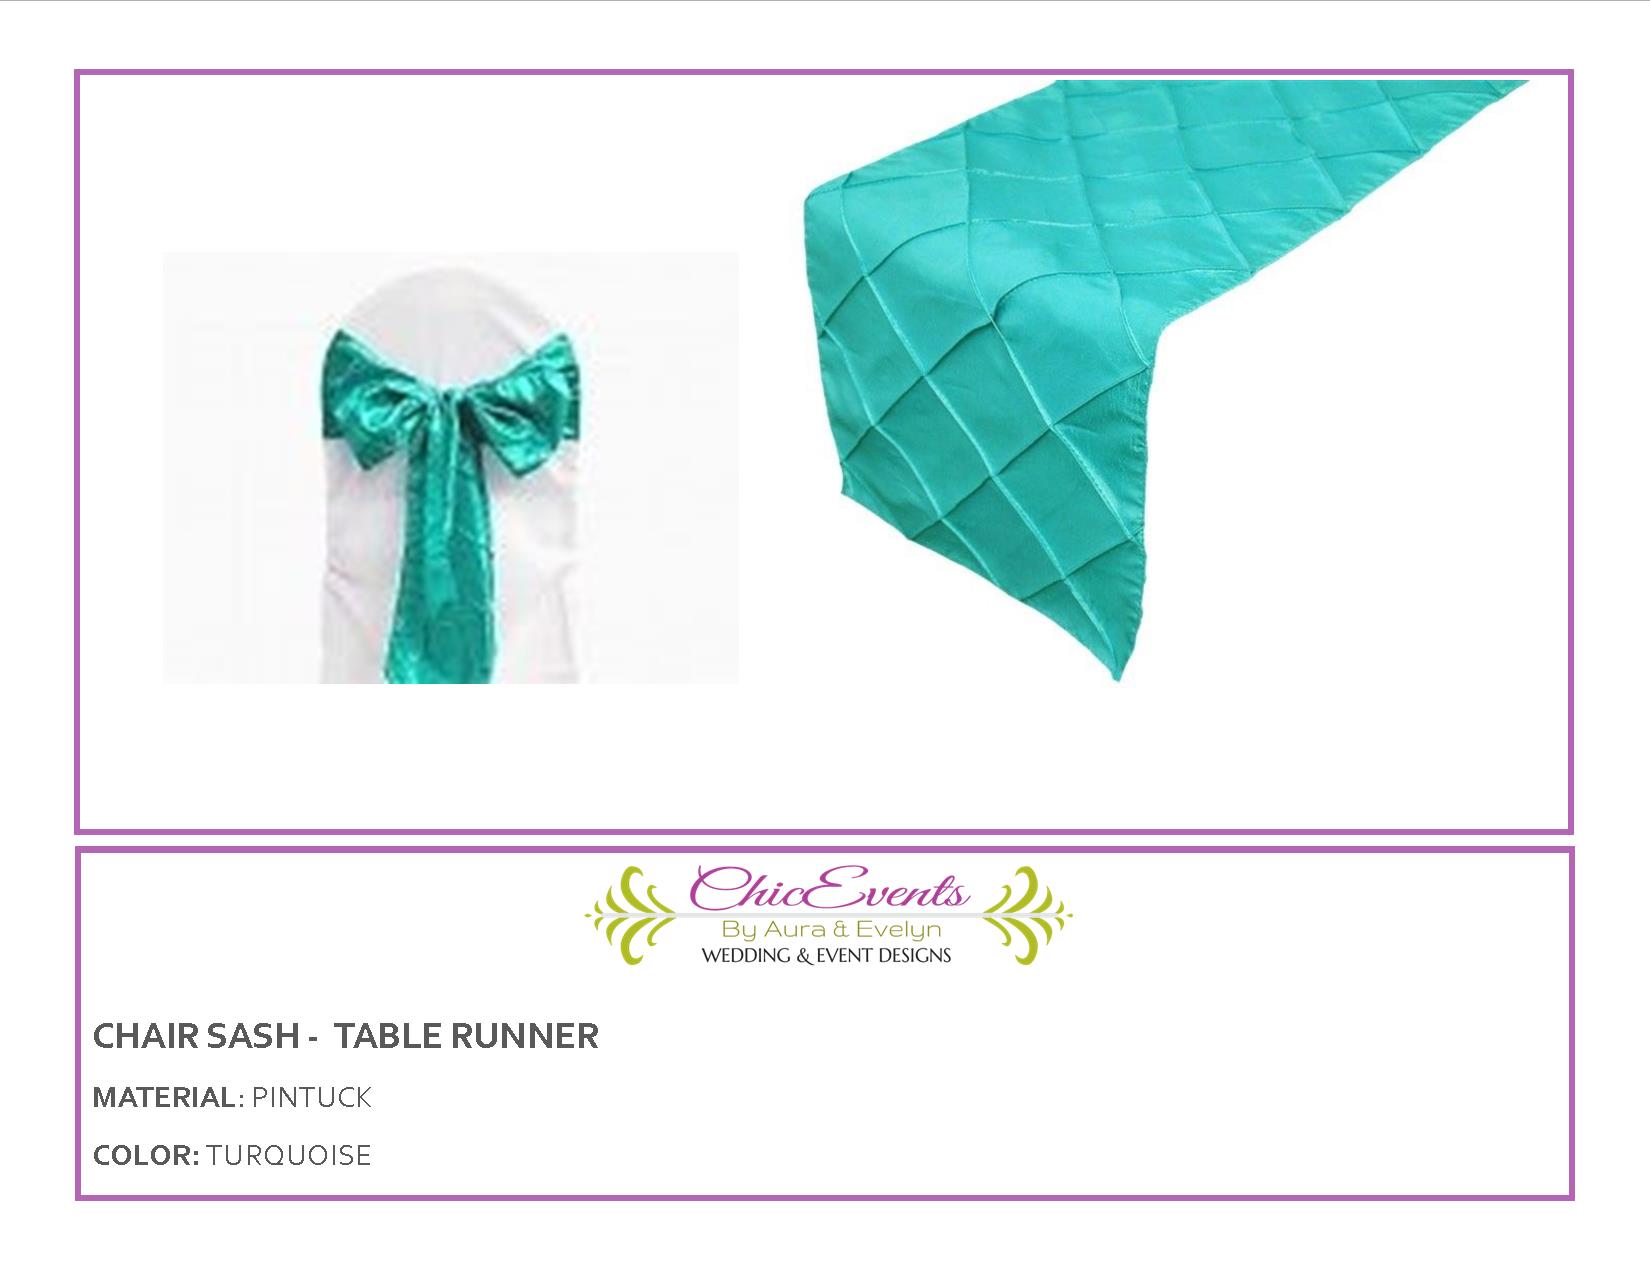 ChicEvents
By Aura & Evelyn
WEDDING & EVENT DESIGNS
CHAIR SASH - TABLE RUNNER
MATERIAL: PINTUCK
COLOR: TURQUOISE